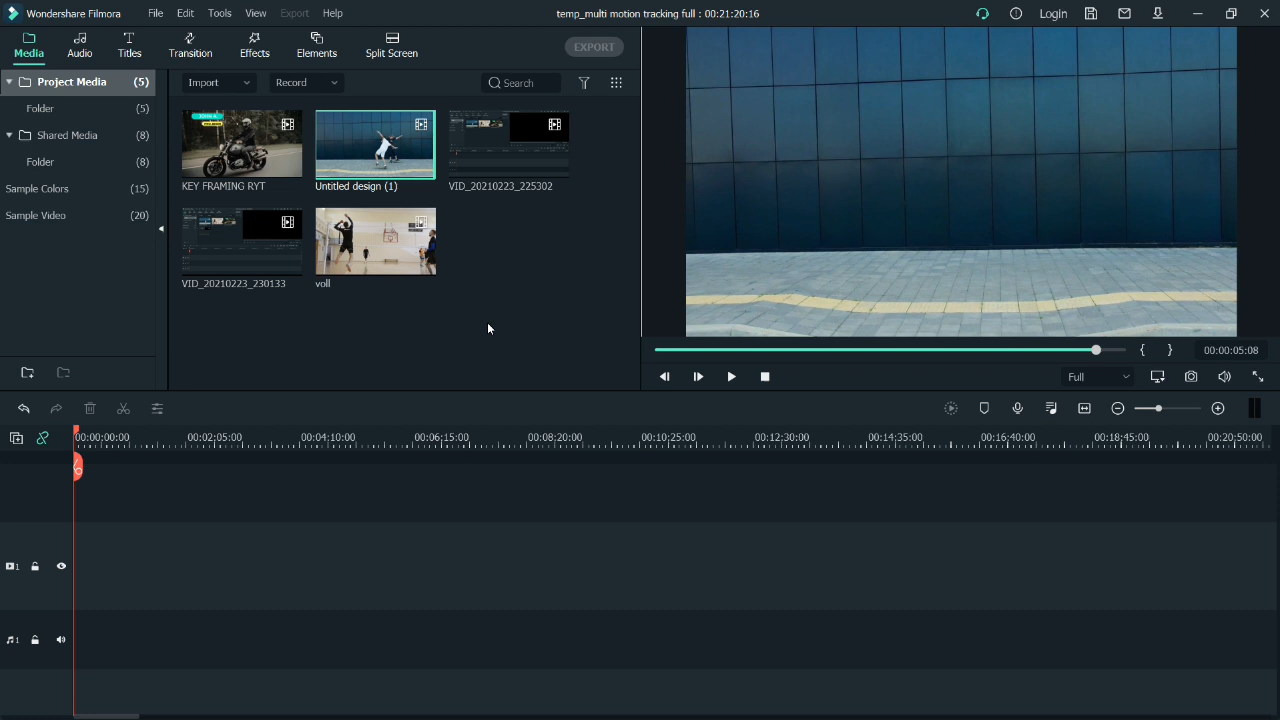 Wondershare Filmora File Edit Tools View Export Help temp_multi motion tracking full : 00:21:20:16 LogIn
Media Audio Titles Transition Effects Elements Split Screen EXPORT
Project Media (5) Import Record Search
Folder (5)
Shared Media (8)
Folder (8)
Sample Colors (15)
Sample Video (20)
KEY FRAMING RYT Untitled design (1) VID_20210223_225302
VID_20210223_230133 voll
00:00:05:08
Full
00:00:00:00 00:02:05:00 00:04:10:00 00:06:15:00 00:08:20:00 00:10:25:00 00:12:30:00 00:14:35:00 00:16:40:00 00:18:45:00 00:20:50:00
1
1